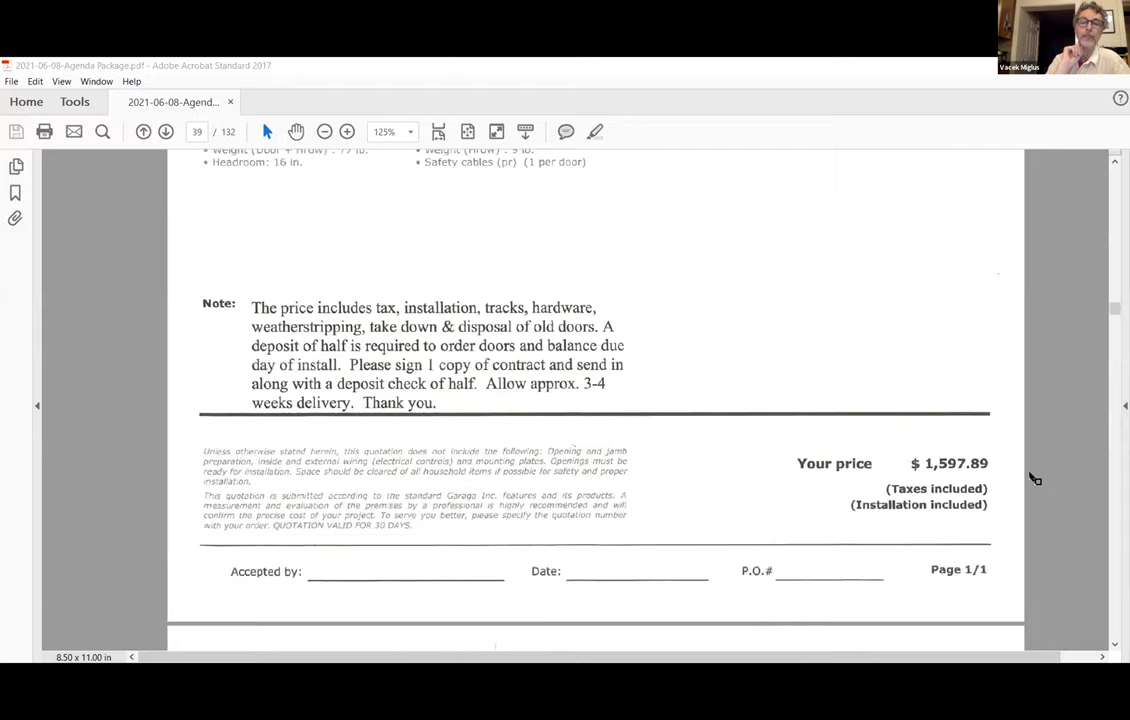 Vacek Miglus
2021-06-08-Agenda Package.pdf - Adobe Acrobat Standard 2017
File Edit View Window Help
Home Tools 2021-06-08-Agend... ×
39 / 132 125%
• Weight (Door + Hrdw) : 77 lb. • Weight (Hrdw) : 9 lb.
• Headroom: 16 in. • Safety cables (pr) (1 per door)
Note: The price includes tax, installation, tracks, hardware,
weatherstripping, take down & disposal of old doors. A
deposit of half is required to order doors and balance due
day of install. Please sign 1 copy of contract and send in
along with a deposit check of half. Allow approx. 3-4
weeks delivery. Thank you.
Unless otherwise stated herein, this quotation does not include the following: Opening and jamb
preparation, inside and external wiring (electrical controls) and mounting plates. Openings must be
ready for installation. Space should be cleared of all household items if possible for safety and proper
installation.
This quotation is submitted according to the standard Garaga Inc. features and its products. A
measurement and evaluation of the premises by a professional is highly recommended and will
confirm the precise cost of your project. To serve you better, please specify the quotation number
with your order. QUOTATION VALID FOR 30 DAYS.
Your price $ 1,597.89
(Taxes included)
(Installation included)
Accepted by: Date: P.O.# Page 1/1
8.50 x 11.00 in